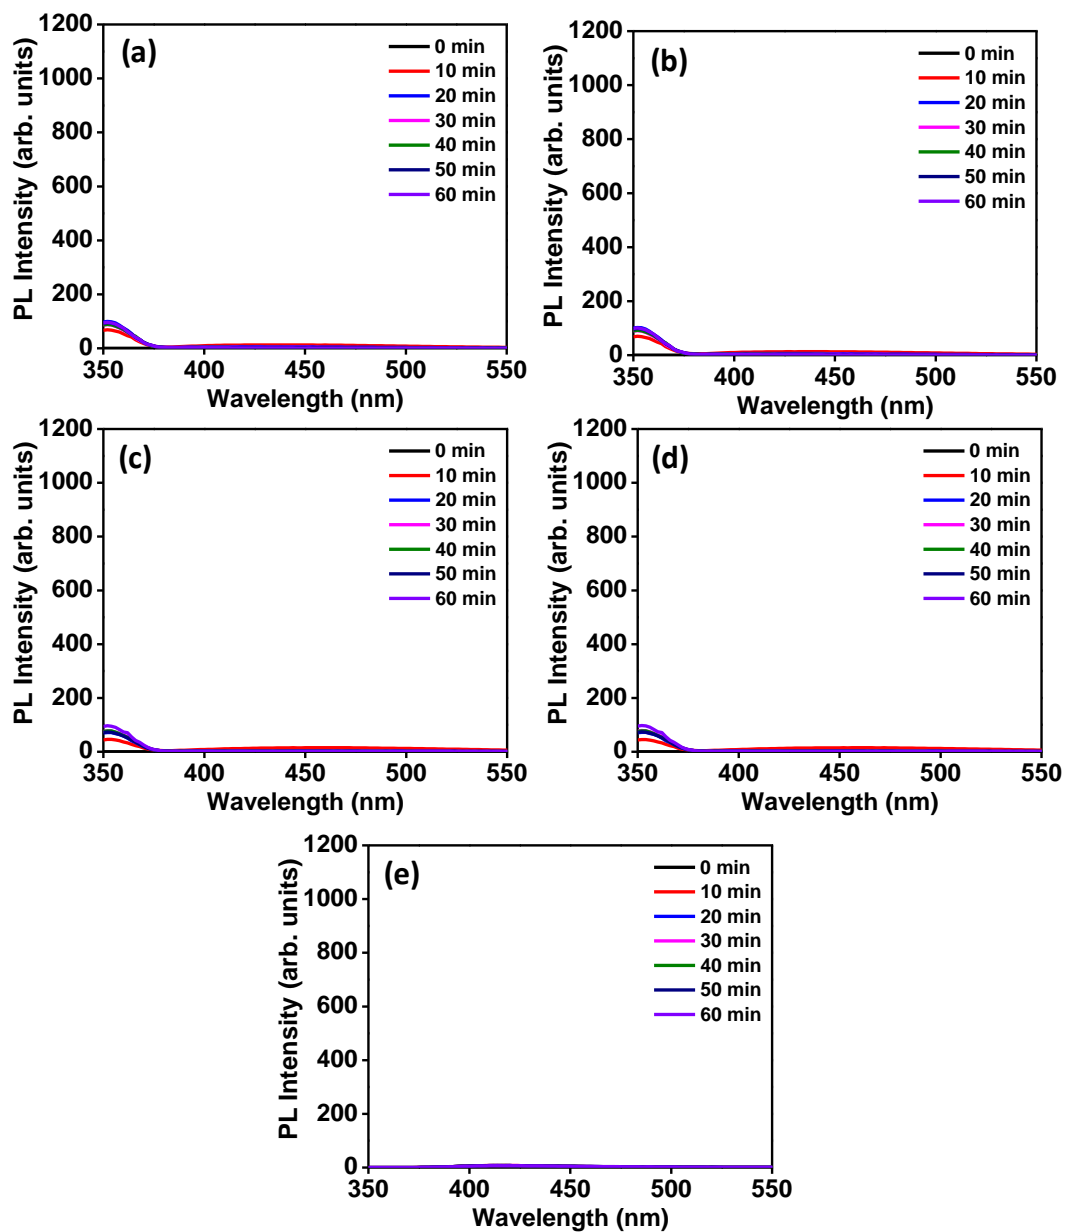 (a)
PL Intensity (arb. units)
1200
1000
800
600
400
200
0
0 min
10 min
20 min
30 min
40 min
50 min
60 min
350 400 450 500 550
Wavelength (nm)
(b)
PL Intensity (arb. units)
1200
1000
800
600
400
200
0
0 min
10 min
20 min
30 min
40 min
50 min
60 min
350 400 450 500 550
Wavelength (nm)
(c)
PL Intensity (arb. units)
1200
1000
800
600
400
200
0
0 min
10 min
20 min
30 min
40 min
50 min
60 min
350 400 450 500 550
Wavelength (nm)
(d)
PL Intensity (arb. units)
1200
1000
800
600
400
200
0
0 min
10 min
20 min
30 min
40 min
50 min
60 min
350 400 450 500 550
Wavelength (nm)
(e)
PL Intensity (arb. units)
1200
1000
800
600
400
200
0
0 min
10 min
20 min
30 min
40 min
50 min
60 min
350 400 450 500 550
Wavelength (nm)